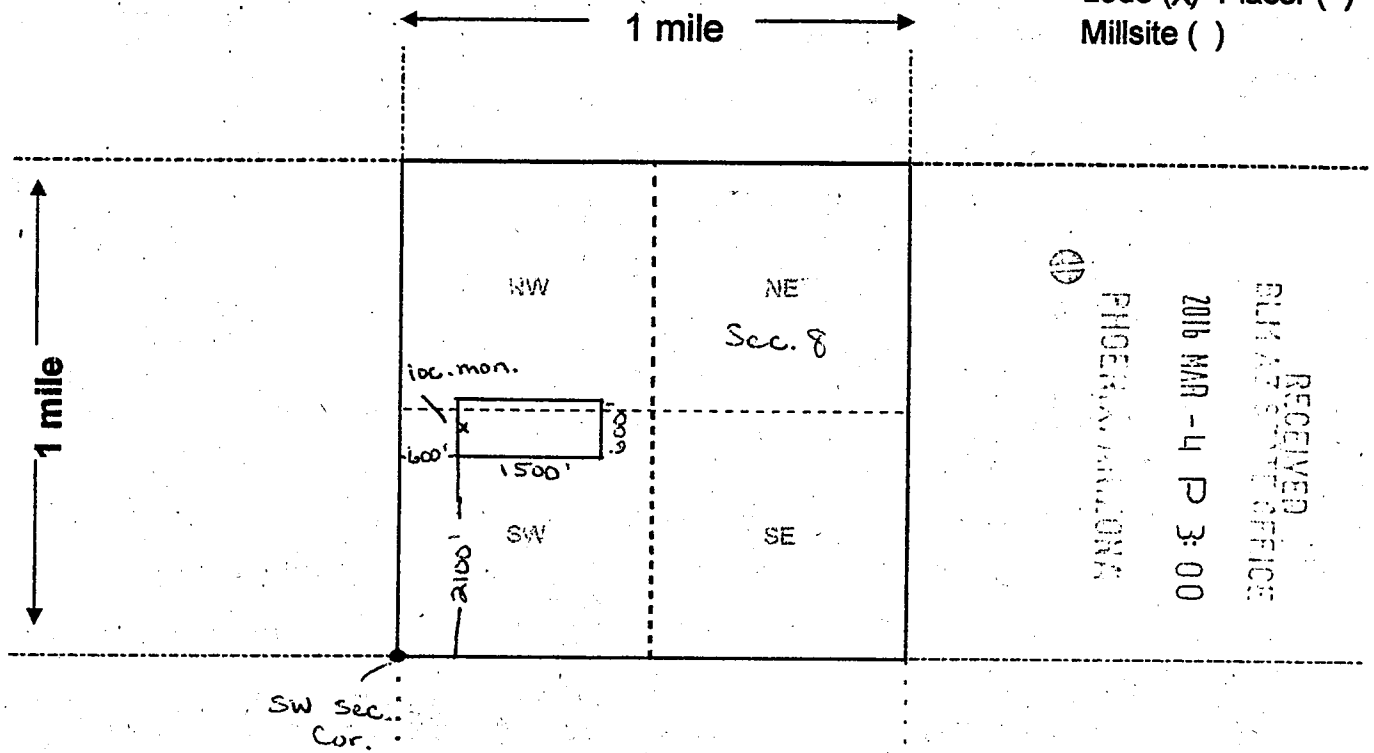 Lode (x) Placer ( )
Millsite ( )
1 mile
1 mile
NW
NE
Sec. 8
loc. mon.
600'
1500'
600'
2100'
SW
SE
SW Sec.
Cor.
RECEIVED
BLM AZ STATE OFFICE
2016 MAR -4 P 3:00
PHOENIX, ARIZONA